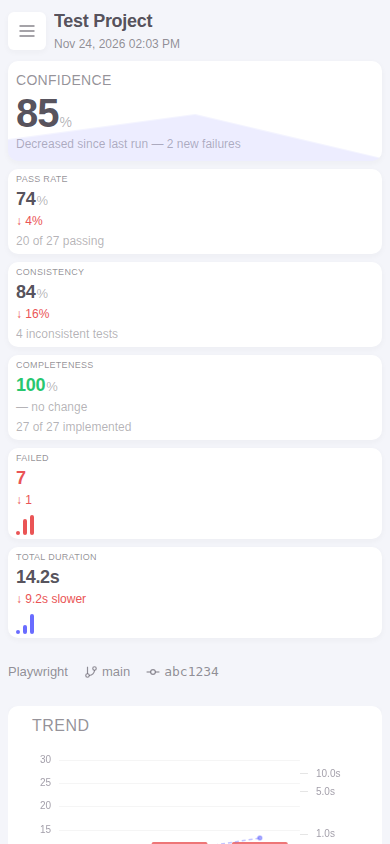 Test Project
Nov 24, 2026 02:03 PM
CONFIDENCE
85%
Decreased since last run — 2 new failures
PASS RATE
74%
↓ 4%
20 of 27 passing
CONSISTENCY
84%
↓ 16%
4 inconsistent tests
COMPLETENESS
100%
— no change
27 of 27 implemented
FAILED
7
↓ 1
TOTAL DURATION
14.2s
↓ 9.2s slower
Playwright main abc1234
TREND
30
10.0s
25
5.0s
20
15
1.0s